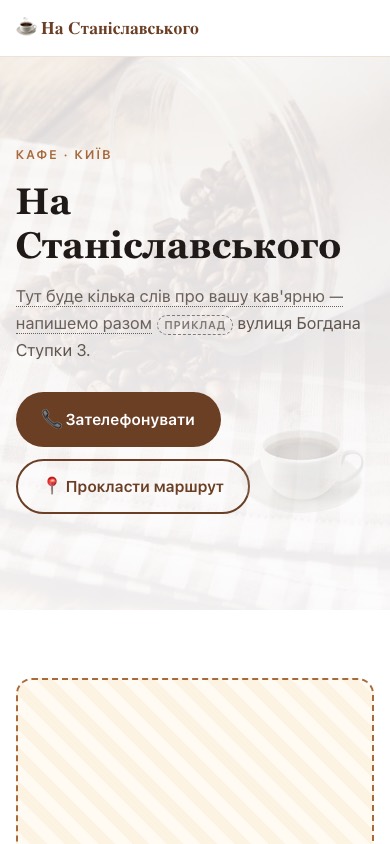 На Станіславського
КАФЕ · КИЇВ
На
Станіславського
Тут буде кілька слів про вашу кав'ярню —
напишемо разом ПРИКЛАД вулиця Богдана
Ступки 3.
Зателефонувати
Прокласти маршрут